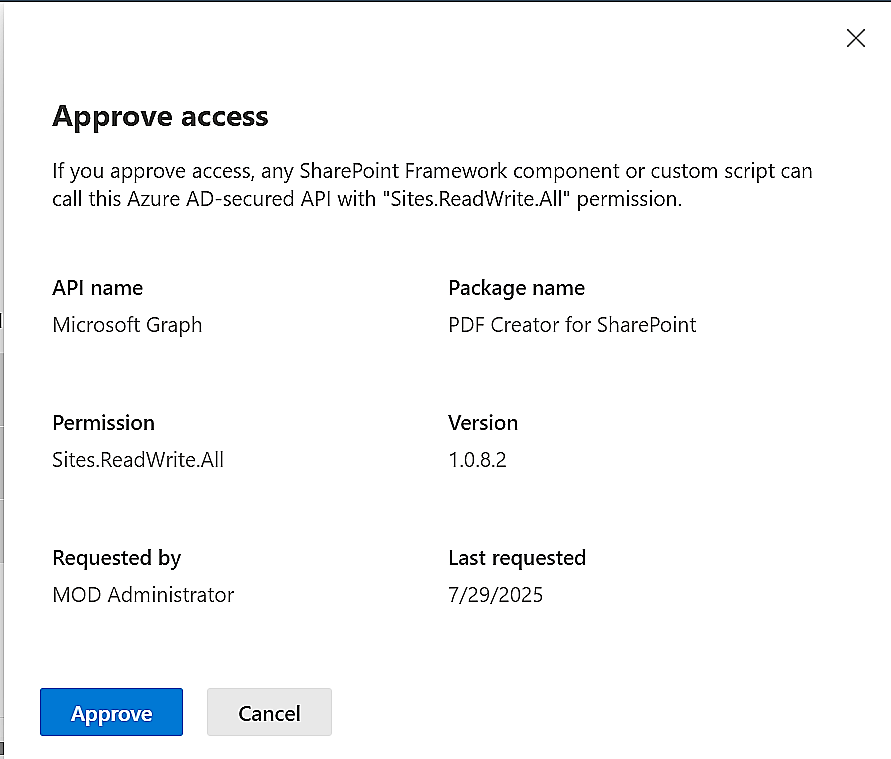 Approve access
If you approve access, any SharePoint Framework component or custom script can
call this Azure AD-secured API with "Sites.ReadWrite.All" permission.
API name
Package name
Microsoft Graph
PDF Creator for SharePoint
Permission
Version
Sites.ReadWrite.All
1.0.8.2
Requested by
Last requested
MOD Administrator
7/29/2025
Approve
Cancel